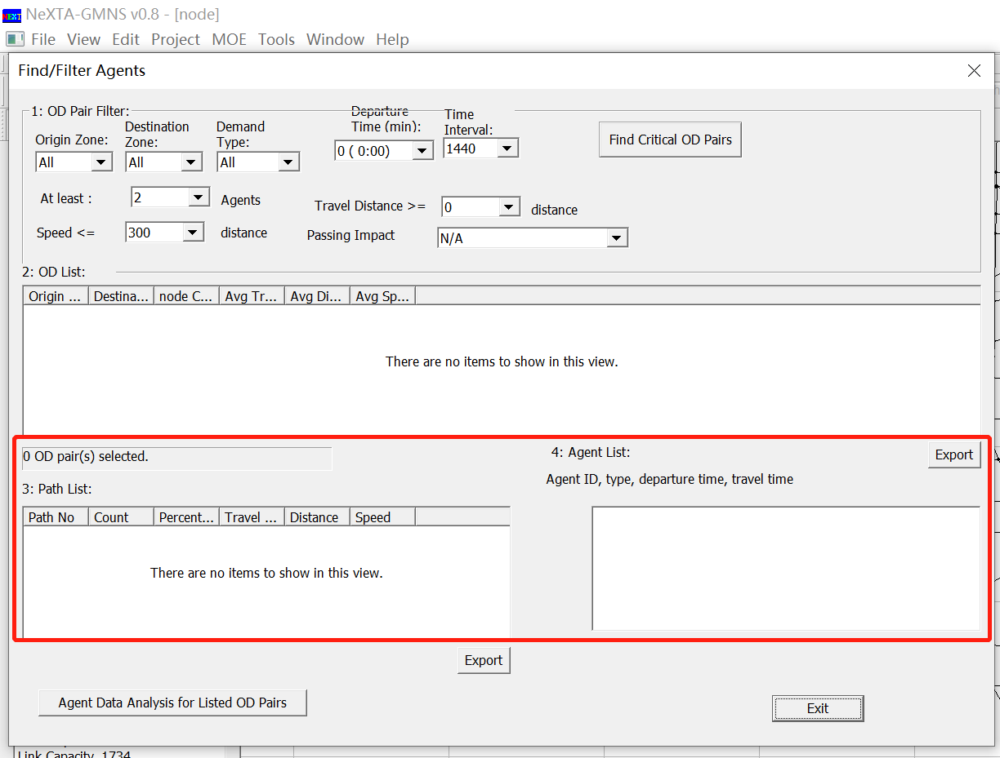 NEXT NeXTA-GMNS v0.8 - [node]
File View Edit Project MOE Tools Window Help
Find/Filter Agents
1: OD Pair Filter:
Origin Zone:
Destination
Zone:
Demand
Type:
Departure
Time (min):
Time
Interval:
All
All
All
0 ( 0:00)
1440
Find Critical OD Pairs
At least :
2
Agents
Travel Distance >=
0
distance
Speed <=
300
distance
Passing Impact
N/A
2: OD List:
Origin ... Destina... node C... Avg Tr... Avg Di... Avg Sp...
There are no items to show in this view.
0 OD pair(s) selected.
4: Agent List:
Export
Agent ID, type, departure time, travel time
3: Path List:
Path No Count Percent... Travel ... Distance Speed
There are no items to show in this view.
Export
Agent Data Analysis for Listed OD Pairs
Exit
Link Capacity 1734